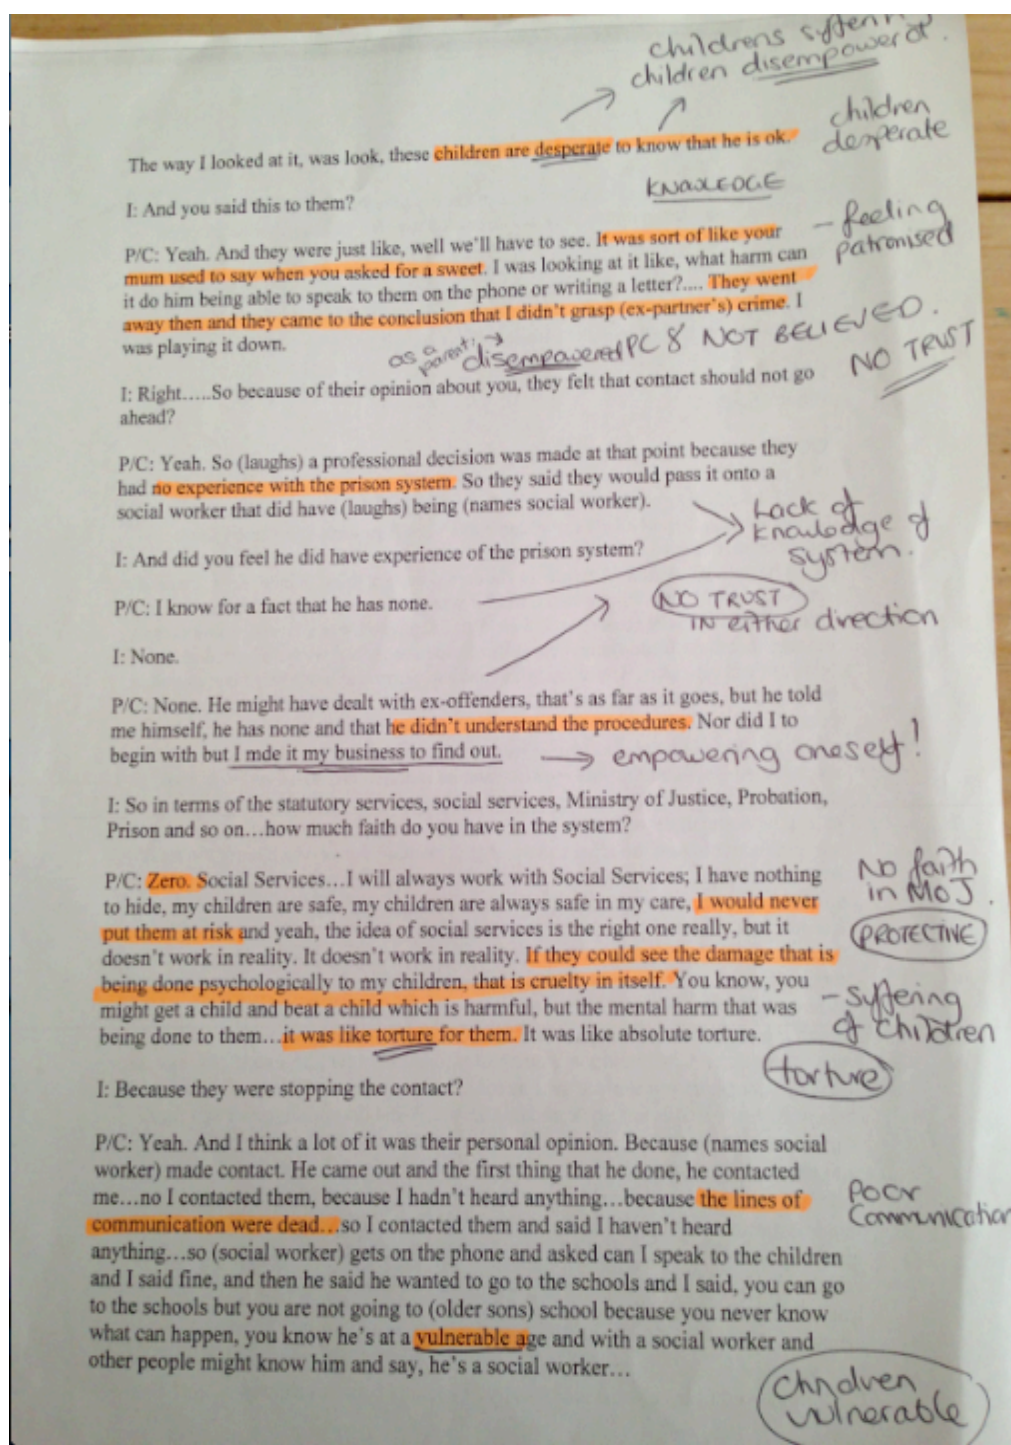 childrens suffering
children disempowered.
children
desperate
The way I looked at it, was look, these children are desperate to know that he is ok.
KNOWLEDGE
I: And you said this to them?
- feeling
patronised
P/C: Yeah. And they were just like, well we'll have to see. It was sort of like your
mum used to say when you asked for a sweet. I was looking at it like, what harm can
it do him being able to speak to them on the phone or writing a letter?.... They went
away then and they came to the conclusion that I didn't grasp (ex-partner's) crime. I
was playing it down.
as a
parent
disempowered PC & NOT BELIEVED.
NO TRUST
I: Right.....So because of their opinion about you, they felt that contact should not go
ahead?
P/C: Yeah. So (laughs) a professional decision was made at that point because they
had no experience with the prison system. So they said they would pass it onto a
social worker that did have (laughs) being (names social worker).
Lack of
knowledge of
system.
I: And did you feel he did have experience of the prison system?
P/C: I know for a fact that he has none.
NO TRUST
IN either direction
I: None.
P/C: None. He might have dealt with ex-offenders, that's as far as it goes, but he told
me himself, he has none and that he didn't understand the procedures. Nor did I to
begin with but I mde it my business to find out.
empowering oneself!
I: So in terms of the statutory services, social services, Ministry of Justice, Probation,
Prison and so on…how much faith do you have in the system?
No faith
in MoJ.
P/C: Zero. Social Services…I will always work with Social Services; I have nothing
to hide, my children are safe, my children are always safe in my care, I would never
put them at risk and yeah, the idea of social services is the right one really, but it
doesn't work in reality. It doesn't work in reality. If they could see the damage that is
being done psychologically to my children, that is cruelty in itself. You know, you
might get a child and beat a child which is harmful, but the mental harm that was
being done to them…it was like torture for them. It was like absolute torture.
PROTECTIVE
- suffering
of children
torture
I: Because they were stopping the contact?
P/C: Yeah. And I think a lot of it was their personal opinion. Because (names social
worker) made contact. He came out and the first thing that he done, he contacted
me…no I contacted them, because I hadn't heard anything…because the lines of
communication were dead…so I contacted them and said I haven't heard
anything…so (social worker) gets on the phone and asked can I speak to the children
and I said fine, and then he said he wanted to go to the schools and I said, you can go
to the schools but you are not going to (older sons) school because you never know
what can happen, you know he's at a vulnerable age and with a social worker and
other people might know him and say, he's a social worker…
Poor
Communication
Children
vulnerable